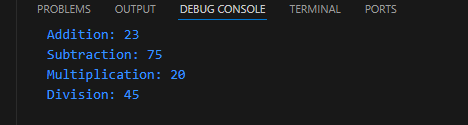 PROBLEMS OUTPUT DEBUG CONSOLE TERMINAL PORTS
Addition: 23
Subtraction: 75
Multiplication: 20
Division: 45